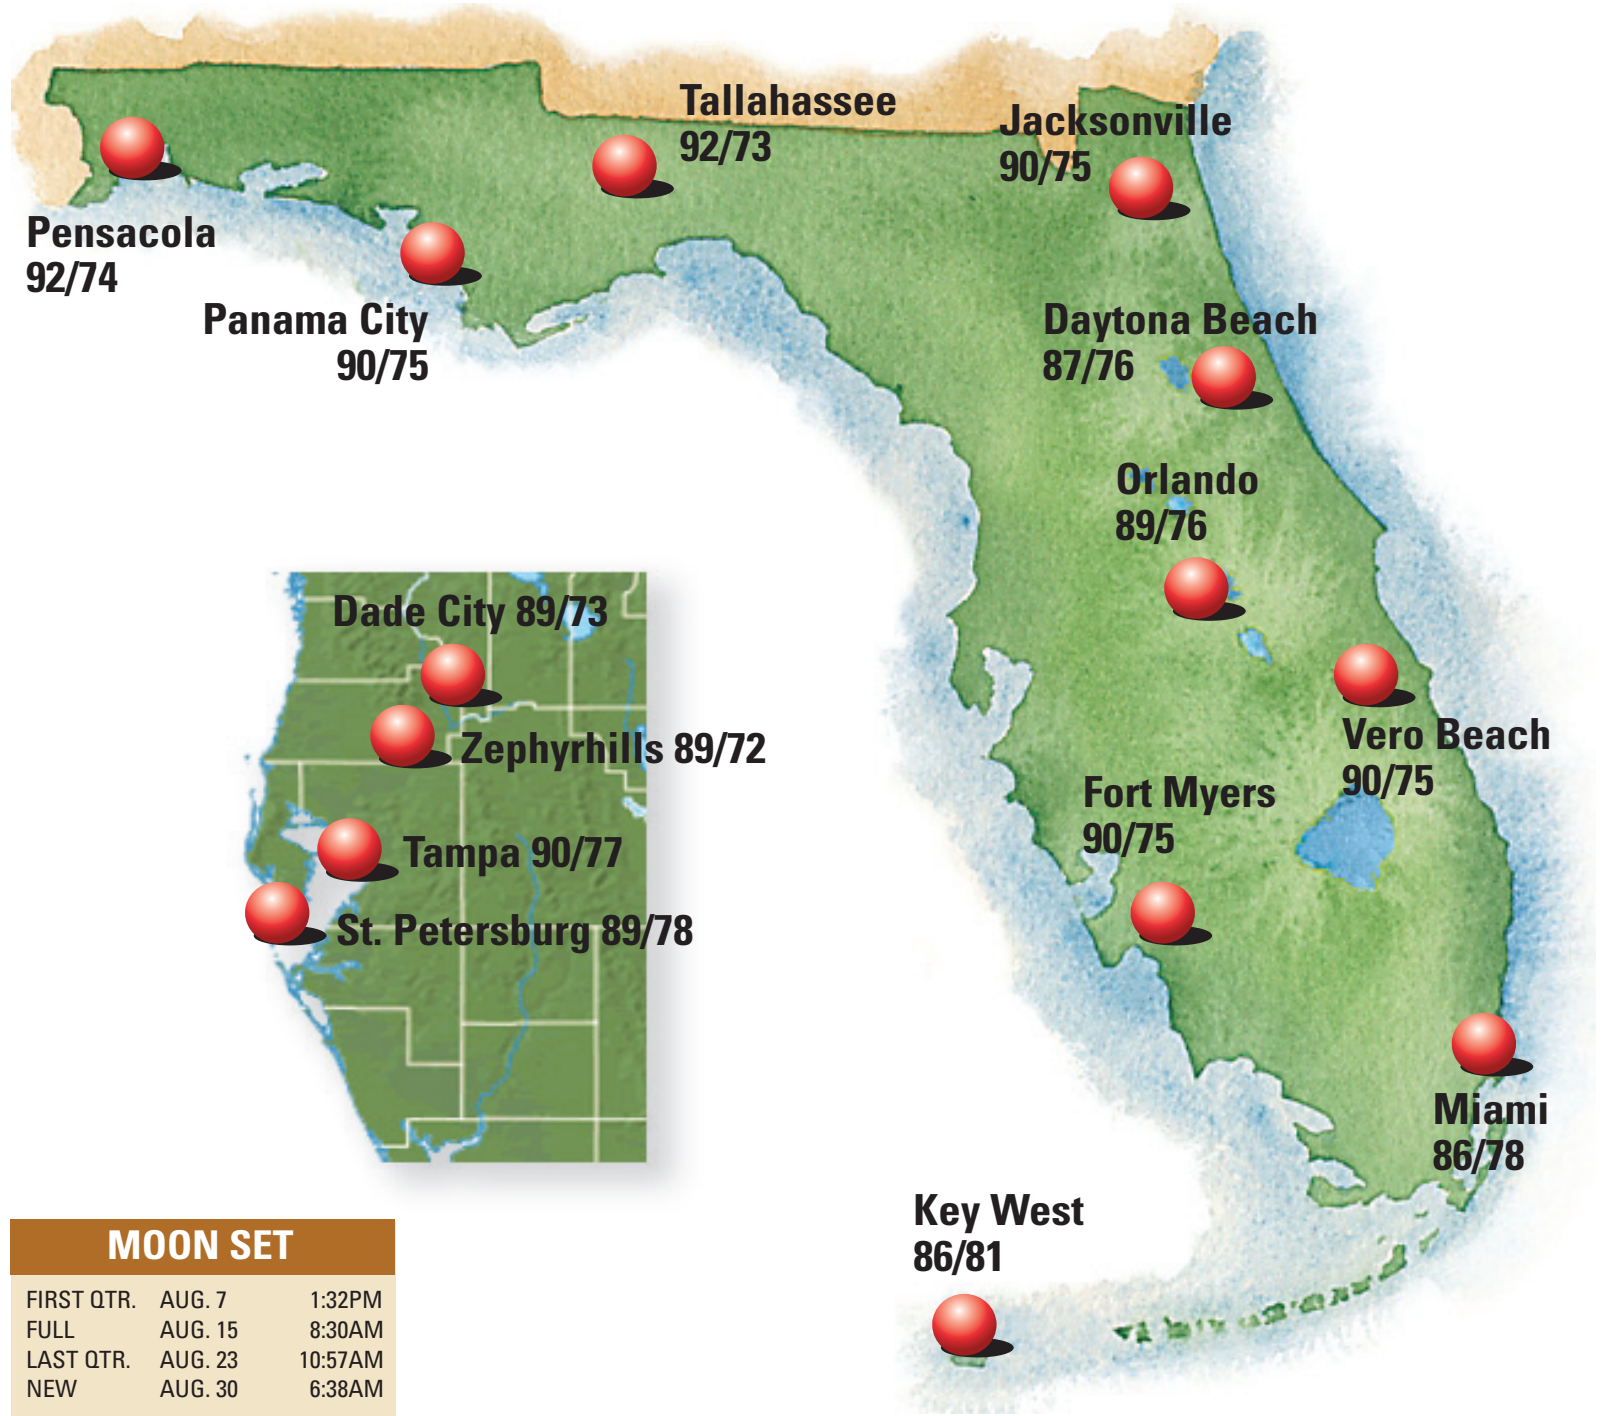 Tallahassee
92/73
Jacksonville
90/75
Pensacola
92/74
Panama City
90/75
Daytona Beach
87/76
Orlando
89/76
Dade City 89/73
Zephyrhills 89/72
Vero Beach
90/75
Fort Myers
90/75
Tampa 90/77
St. Petersburg 89/78
Miami
86/78
Key West
86/81
MOON SET
FIRST QTR. AUG. 7 1:32PM
FULL AUG. 15 8:30AM
LAST QTR. AUG. 23 10:57AM
NEW AUG. 30 6:38AM